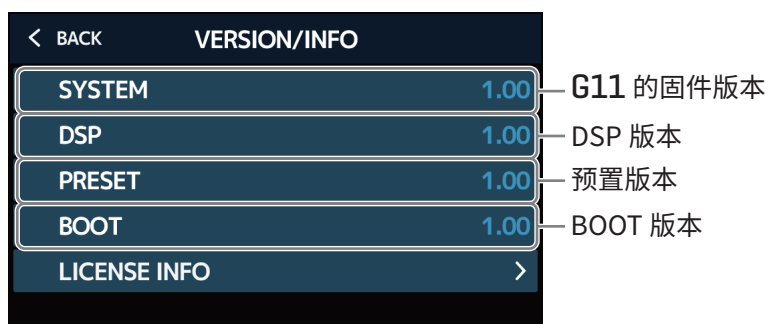 BACK VERSION/INFO
SYSTEM 1.00 G11 的固件版本
DSP 1.00 DSP 版本
PRESET 1.00 预置版本
BOOT 1.00 BOOT 版本
LICENSE INFO